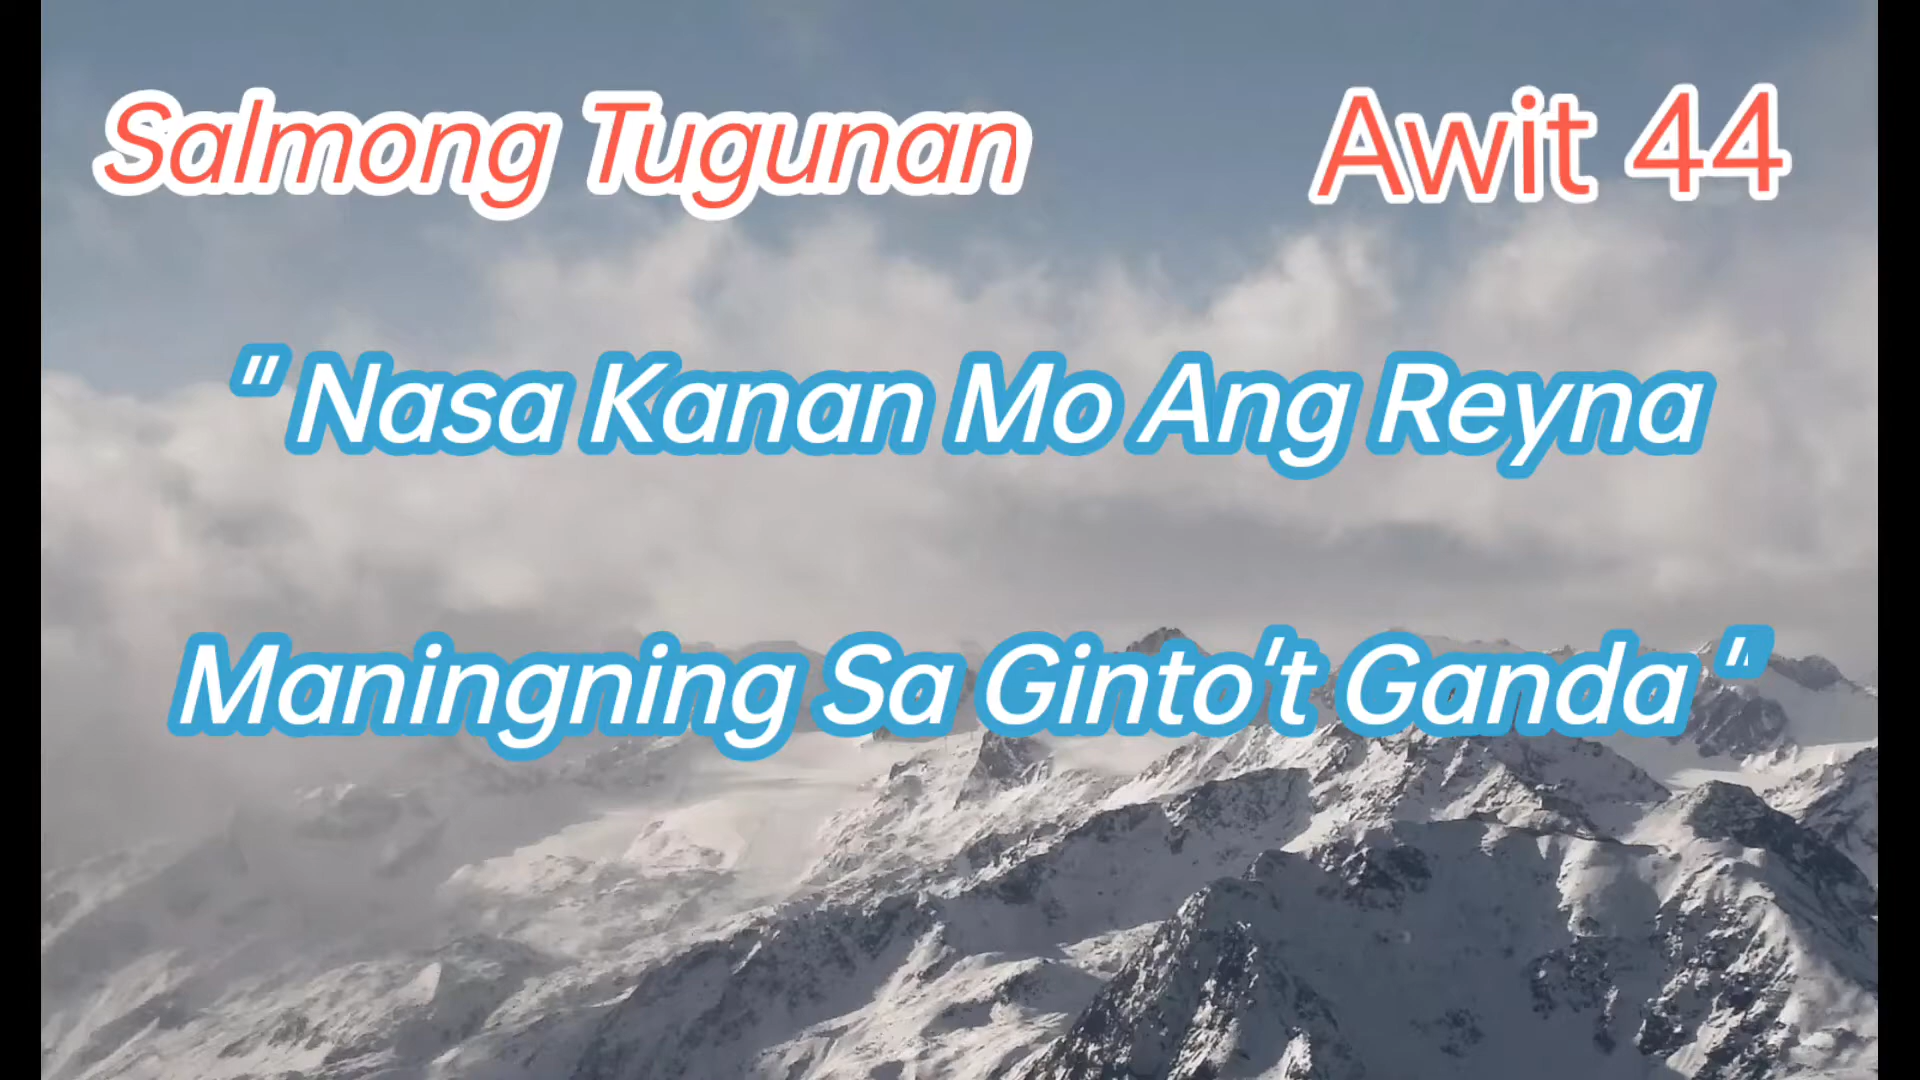 Salmong Tugunan Awit 44
" Nasa Kanan Mo Ang Reyna
Maningning Sa Ginto't Ganda "